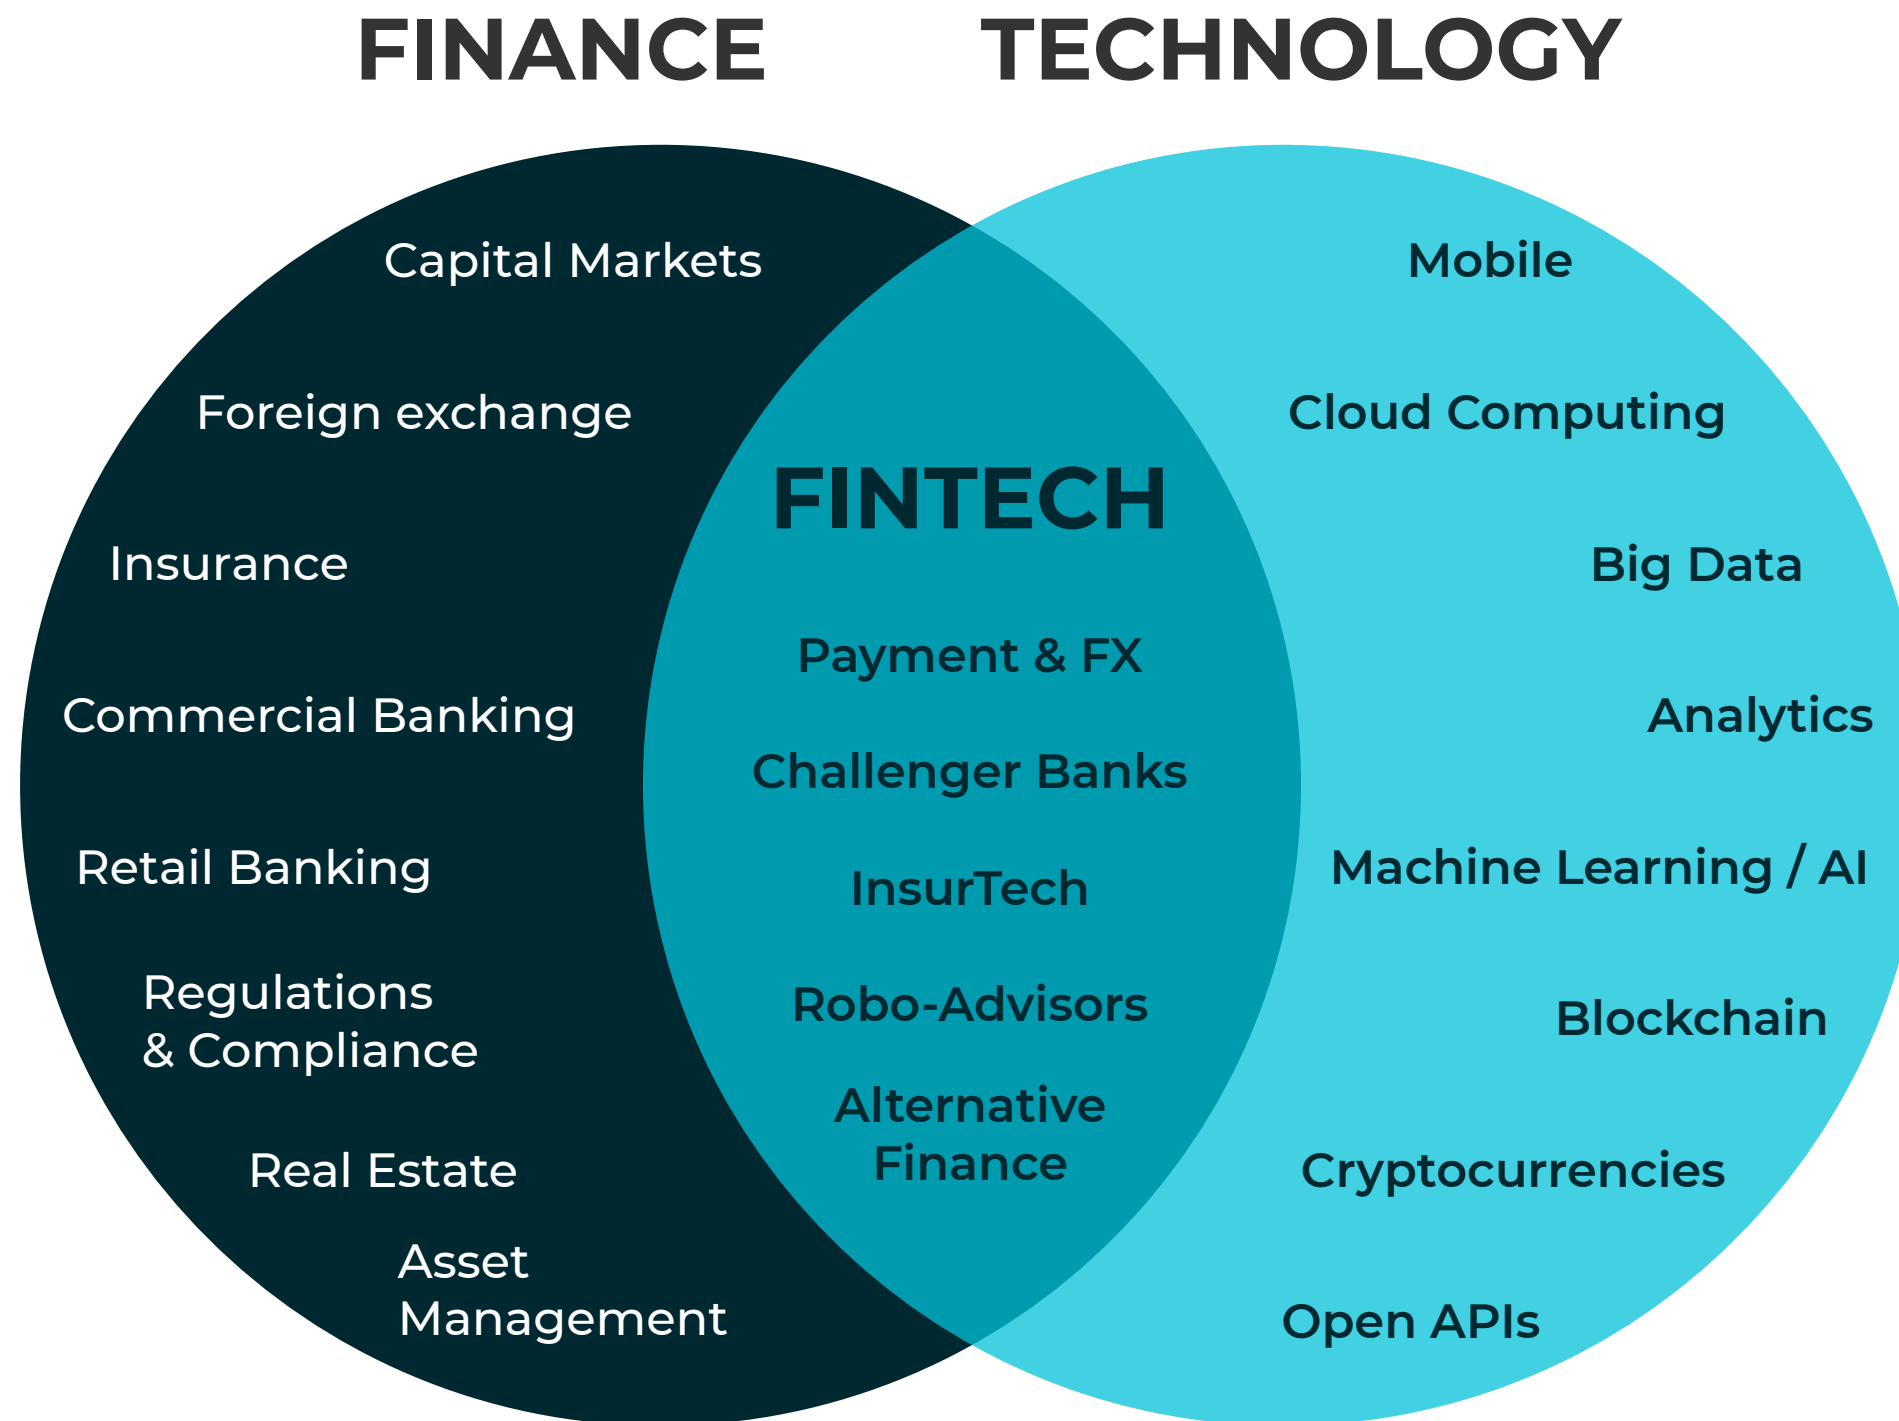 FINANCE
TECHNOLOGY
Capital Markets
Foreign exchange
Insurance
Commercial Banking
Retail Banking
Regulations
& Compliance
Real Estate
Asset
Management
FINTECH
Payment & FX
Challenger Banks
InsurTech
Robo-Advisors
Alternative
Finance
Mobile
Cloud Computing
Big Data
Analytics
Machine Learning / AI
Blockchain
Cryptocurrencies
Open APIs